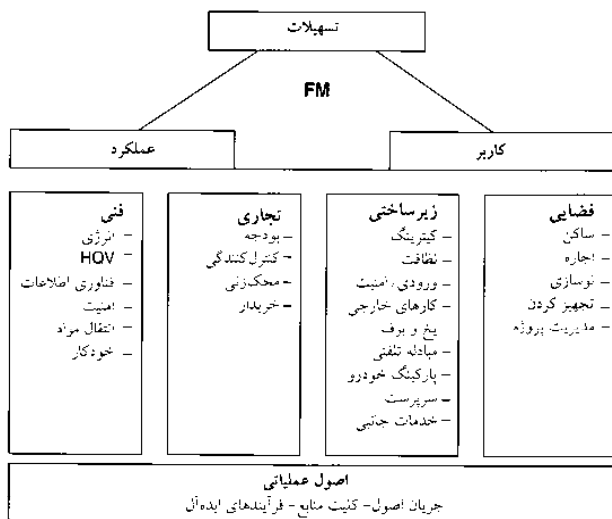 تسهیلات
FM
کاربر
عملکرد
فضایی
– ساکن
– اجاره
– نوسازی
– تجهیز کردن
– مدیریت پروژه
زیرساختی
– کیترینگ
– نظافت
– ورودی، امنیت
– کارهای خارجی
یخ و برف
– مبادله تلفنی
– پارکینگ خودرو
– سرپرست
– خدمات جانبی
تجاری
– بودجه
– کنترل‌کنندگی
– محک‌زنی
– خریدار
فنی
– انرژی
– HQV
– فناوری اطلاعات
– امنیت
– انتقال مواد
– خودکار
اصول عملیاتی
جریان اصول- کلیت منابع - فرآیندهای ایده‌آل